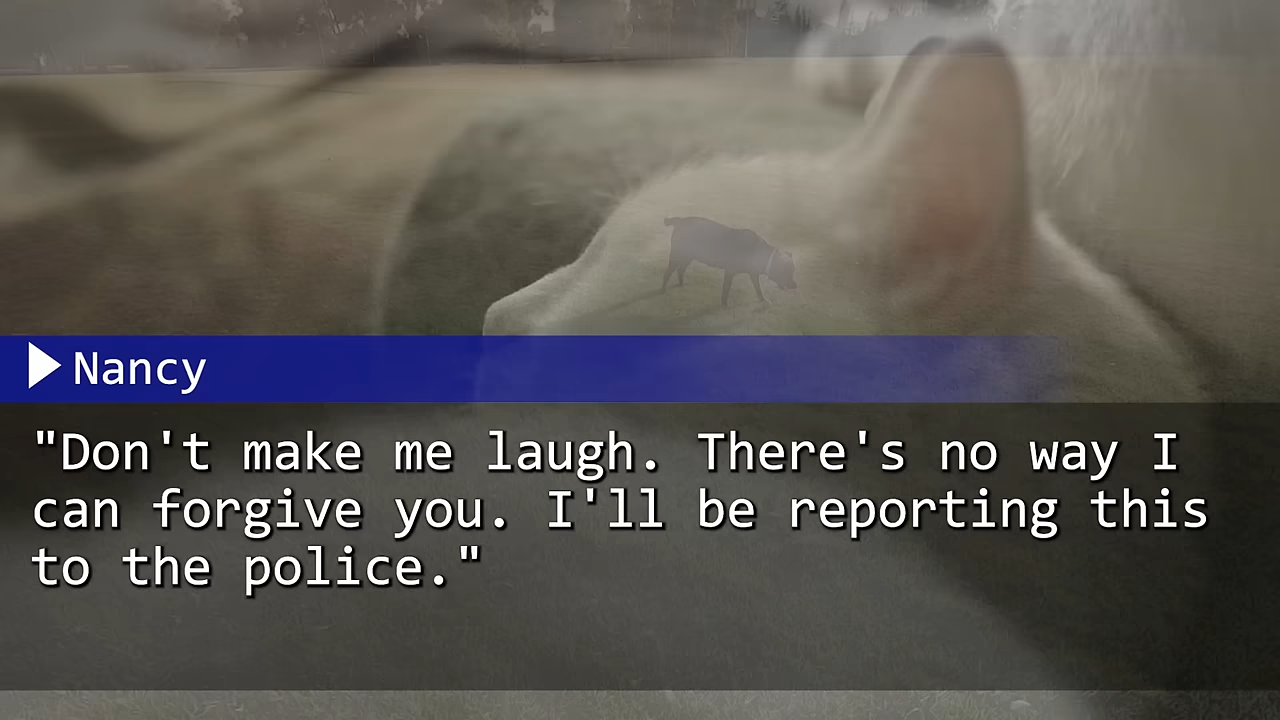 Nancy
"Don't make me laugh. There's no way I
can forgive you. I'll be reporting this
to the police."